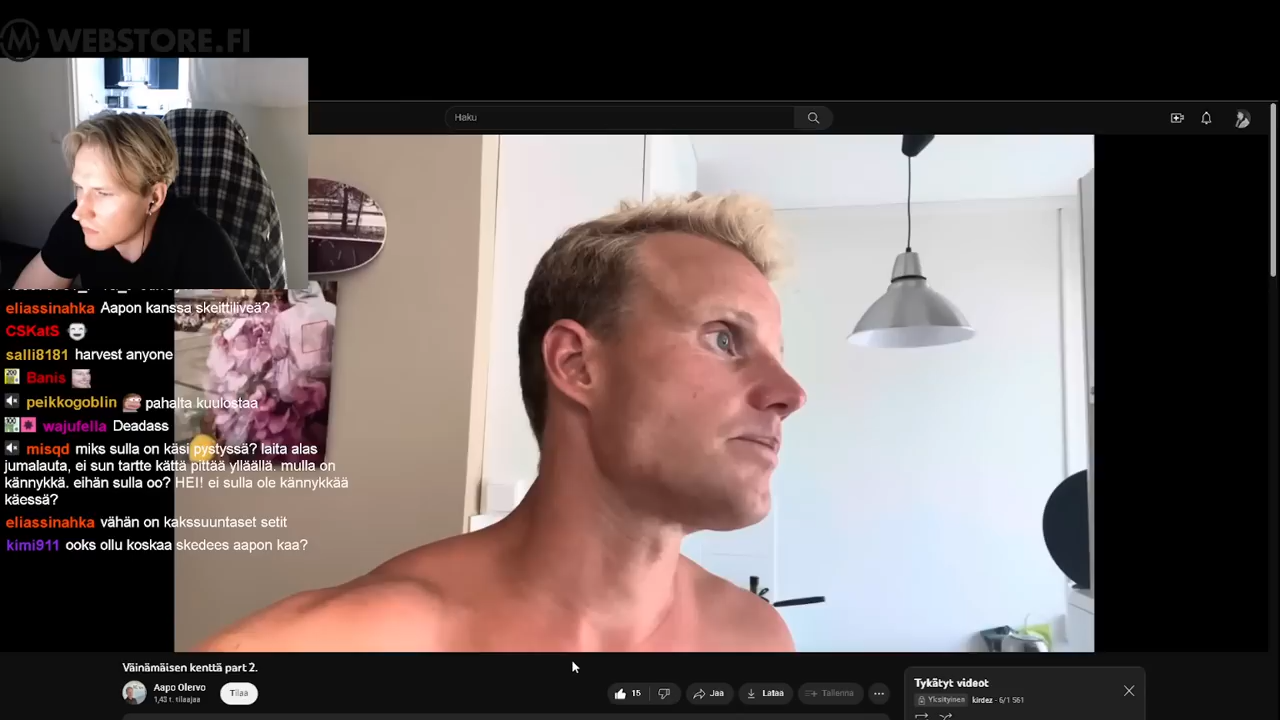 WEBSTORE.FI
Haku
eliassinahka Aapon kanssa skeittiliveä?
CSKatS
salli8181 harvest anyone
Banis
peikkogoblin pahalta kuulostaa
wajufella Deadass
misqd miks sulla on käsi pystyssä? laita alas
jumalauta, ei sun tartte kättä pittää ylläällä. mulla on
kännykkä. eihän sulla oo? HEI! ei sulla ole kännykkää
käessä?
eliassinahka vähän on kakssuuntaset setit
kimi911 ooks ollu koskaa skedees aapon kaa?
Väinämäisen kenttä part 2.
Aapo Olervo
1,43 t. tilaajaa
Tilaa
15
Jaa
Lataa
Tallenna
Tykätyt videot
Yksityinen kirdez - 6/1 561